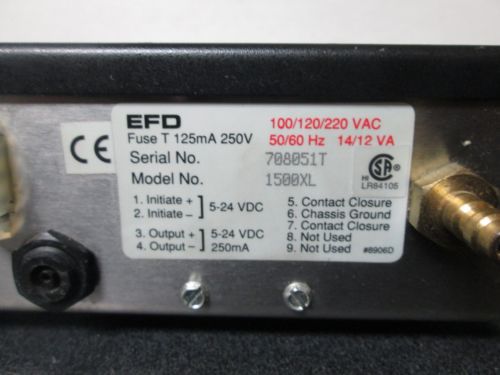 CE
EFD
100/120/220 VAC
Fuse T 125mA 250V 50/60 Hz 14/12 VA
Serial No. 708051T
Model No. 1500XL
SA
LR84105
1. Initiate +
2. Initiate –
5-24 VDC
3. Output +
4. Output –
5-24 VDC
250mA
5. Contact Closure
6. Chassis Ground
7. Contact Closure
8. Not Used
9. Not Used
#8906D